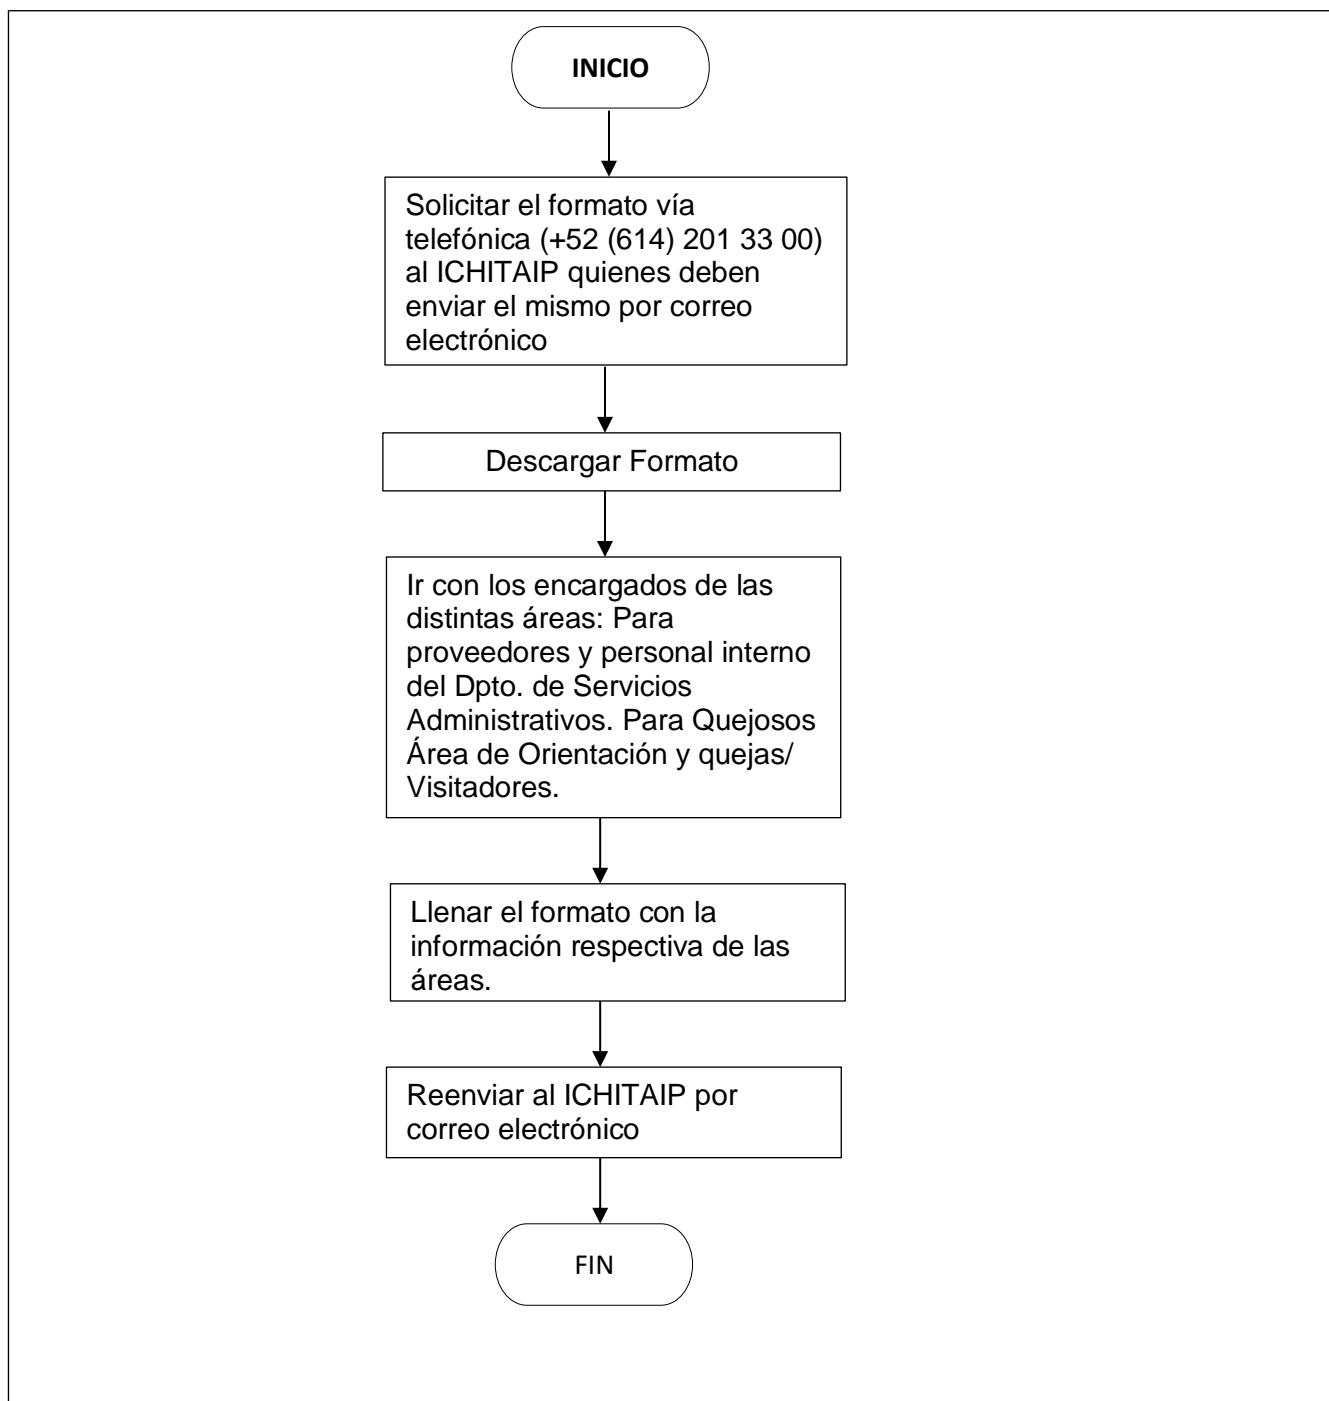 INICIO
Solicitar el formato vía
telefónica (+52 (614) 201 33 00)
al ICHITAIP quienes deben
enviar el mismo por correo
electrónico
Descargar Formato
Ir con los encargados de las
distintas áreas: Para
proveedores y personal interno
del Dpto. de Servicios
Administrativos. Para Quejosos
Área de Orientación y quejas/
Visitadores.
Llenar el formato con la
información respectiva de las
áreas.
Reenviar al ICHITAIP por
correo electrónico
FIN